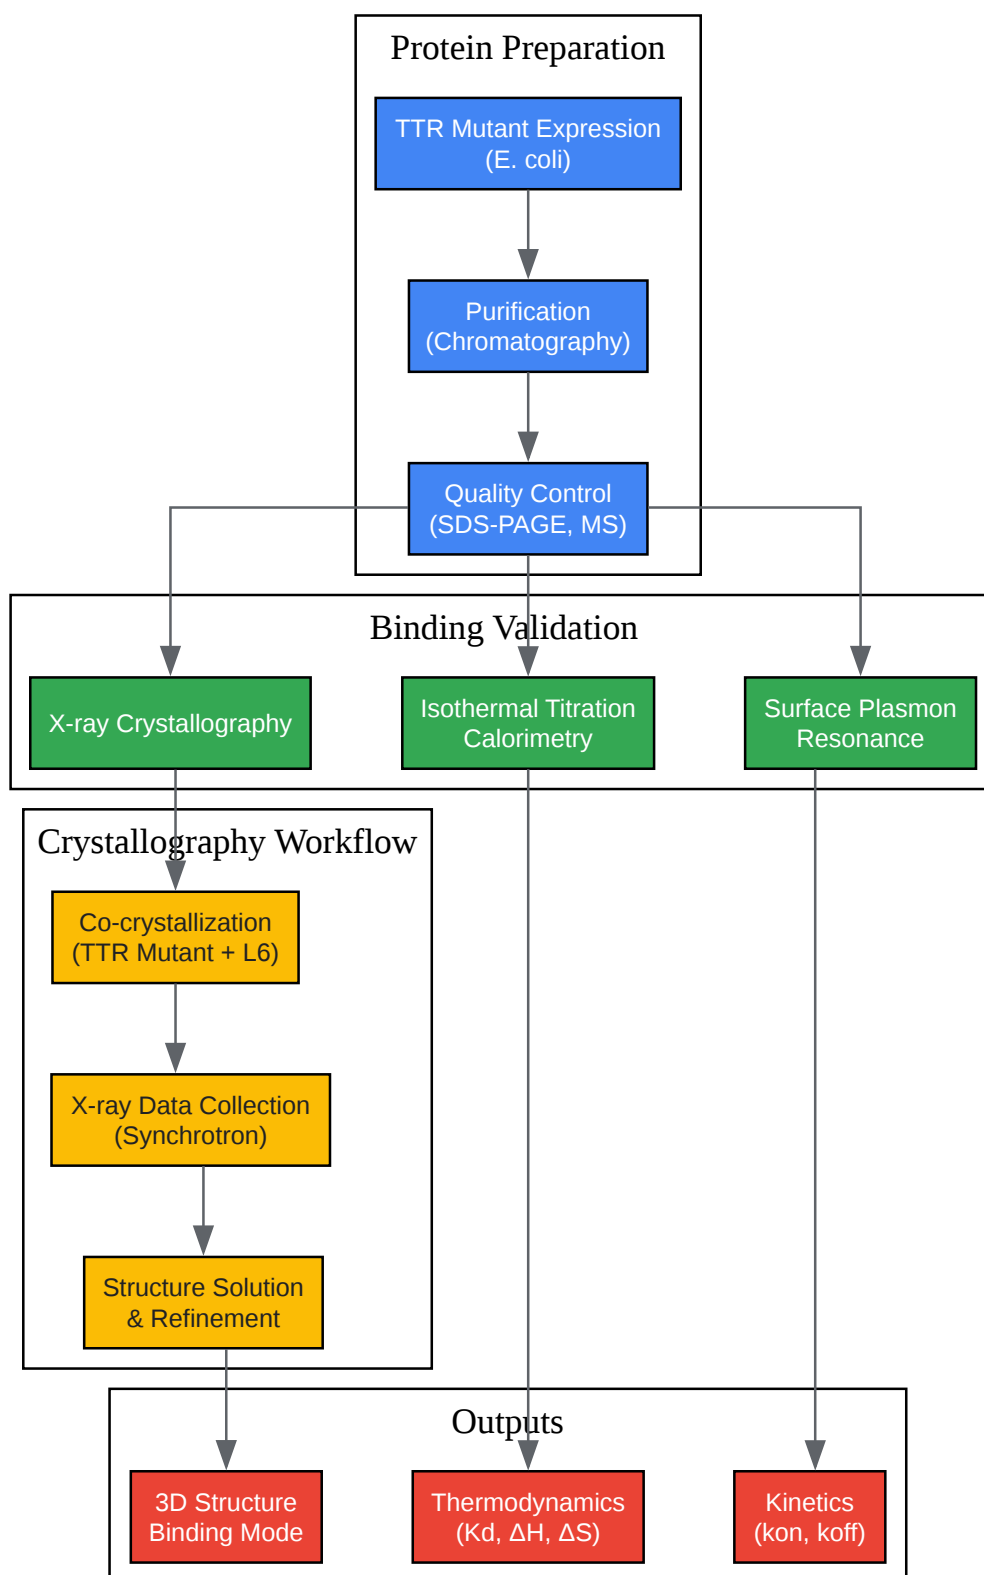 Protein Preparation
TTR Mutant Expression
(E. coli)
Purification
(Chromatography)
Quality Control
(SDS-PAGE, MS)
Binding Validation
X-ray Crystallography
Isothermal Titration
Calorimetry
Surface Plasmon
Resonance
Crystallography Workflow
Co-crystallization
(TTR Mutant + L6)
X-ray Data Collection
(Synchrotron)
Structure Solution
& Refinement
Outputs
3D Structure
Binding Mode
Thermodynamics
(Kd, ΔH, ΔS)
Kinetics
(kon, koff)